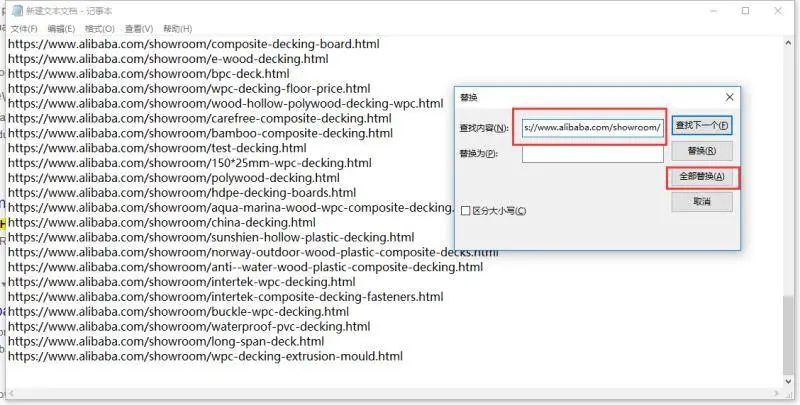 新建文本文档 - 记事本
文件(F) 编辑(E) 格式(O) 查看(V) 帮助(H)
https://www.alibaba.com/showroom/composite-decking-board.html
https://www.alibaba.com/showroom/e-wood-decking.html
https://www.alibaba.com/showroom/bpc-deck.html
https://www.alibaba.com/showroom/wpc-decking-floor-price.html
https://www.alibaba.com/showroom/wood-hollow-polywood-decking-wpc.html
https://www.alibaba.com/showroom/carefree-composite-decking.html
https://www.alibaba.com/showroom/bamboo-composite-decking.html
https://www.alibaba.com/showroom/test-decking.html
https://www.alibaba.com/showroom/150*25mm-wpc-decking.html
https://www.alibaba.com/showroom/polywood-decking.html
https://www.alibaba.com/showroom/hdpe-decking-boards.html
https://www.alibaba.com/showroom/aqua-marina-wood-wpc-composite-decking.
https://www.alibaba.com/showroom/china-decking.html
https://www.alibaba.com/showroom/sunshien-hollow-plastic-decking.html
https://www.alibaba.com/showroom/norway-outdoor-wood-plastic-composite-decks.html
https://www.alibaba.com/showroom/anti--water-wood-plastic-composite-decking.html
https://www.alibaba.com/showroom/intertek-wpc-decking.html
https://www.alibaba.com/showroom/intertek-composite-decking-fasteners.html
https://www.alibaba.com/showroom/buckle-wpc-decking.html
https://www.alibaba.com/showroom/waterproof-pvc-decking.html
https://www.alibaba.com/showroom/long-span-deck.html
https://www.alibaba.com/showroom/wpc-decking-extrusion-mould.html
替换
查找内容(N): s://www.alibaba.com/showroom/ 查找下一个(F)
替换为(P): 替换(R)
全部替换(A)
取消
区分大小写(C)